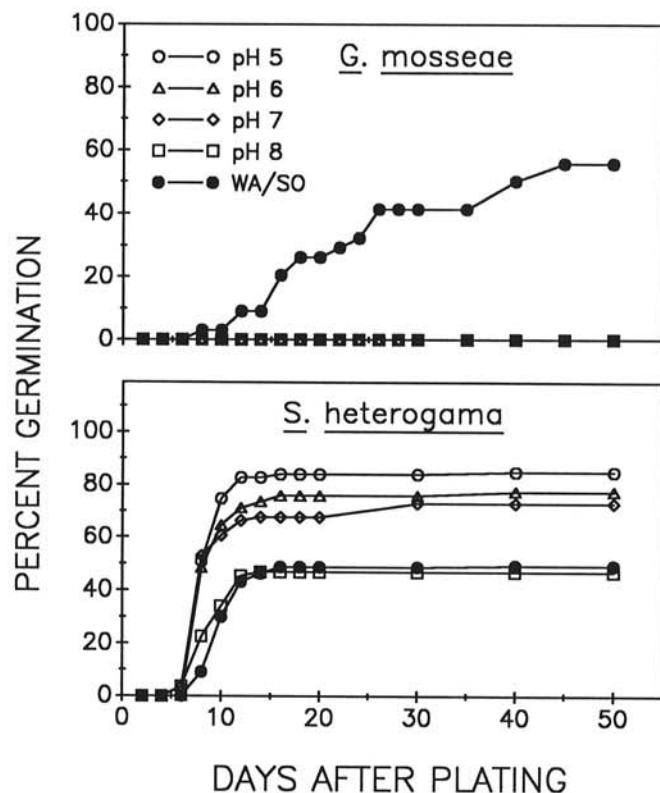 100
80
60
40
20
0
pH 5
pH 6
pH 7
pH 8
WA/SO
G. mosseae
PERCENT GERMINATION
S. heterogama
100
80
60
40
20
0
0 10 20 30 40 50
DAYS AFTER PLATING